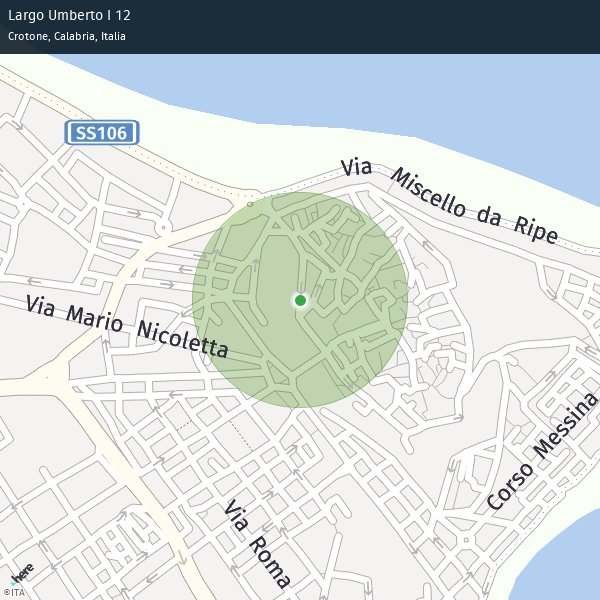 Largo Umberto I 12
Crotone, Calabria, Italia
SS106
Via Miscello da Ripe
Via Mario Nicoletta
Corso Messina
Via Roma
here
©ITA